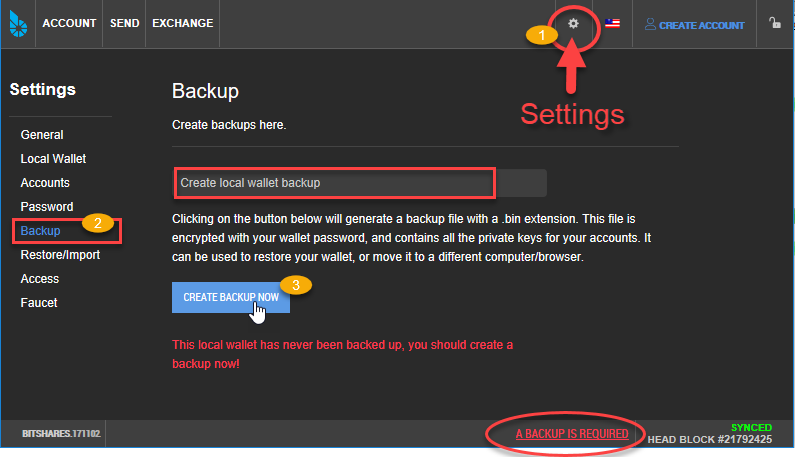 ACCOUNT SEND EXCHANGE 1 CREATE ACCOUNT
Settings
Settings
General
Local Wallet
Accounts
Password
2
Backup
Restore/Import
Access
Faucet
Backup
Create backups here.
Create local wallet backup
Clicking on the button below will generate a backup file with a .bin extension. This file is
encrypted with your wallet password, and contains all the private keys for your accounts. It
can be used to restore your wallet, or move it to a different computer/browser.
3
CREATE BACKUP NOW
This local wallet has never been backed up, you should create a
backup now!
BITSHARES.171102
A BACKUP IS REQUIRED
SYNCED
HEAD BLOCK #21792425